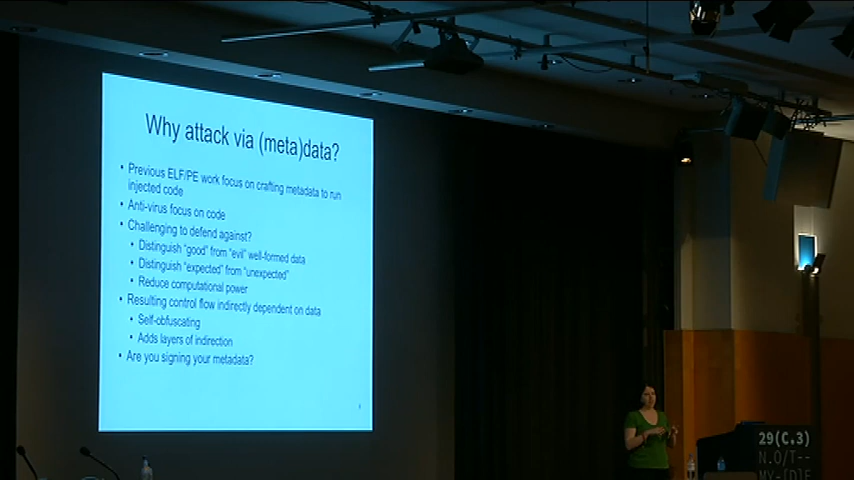 Why attack via (meta)data?
• Previous ELF/PE work focus on crafting metadata to run
injected code
• Anti-virus focus on code
• Challenging to defend against?
• Distinguish “good” from “evil” well-formed data
• Distinguish “expected” from “unexpected”
• Reduce computational power
• Resulting control flow indirectly dependent on data
• Self-obfuscating
• Adds layers of indirection
• Are you signing your metadata?
29(C.3)
N.O/T--
MY-[D]E